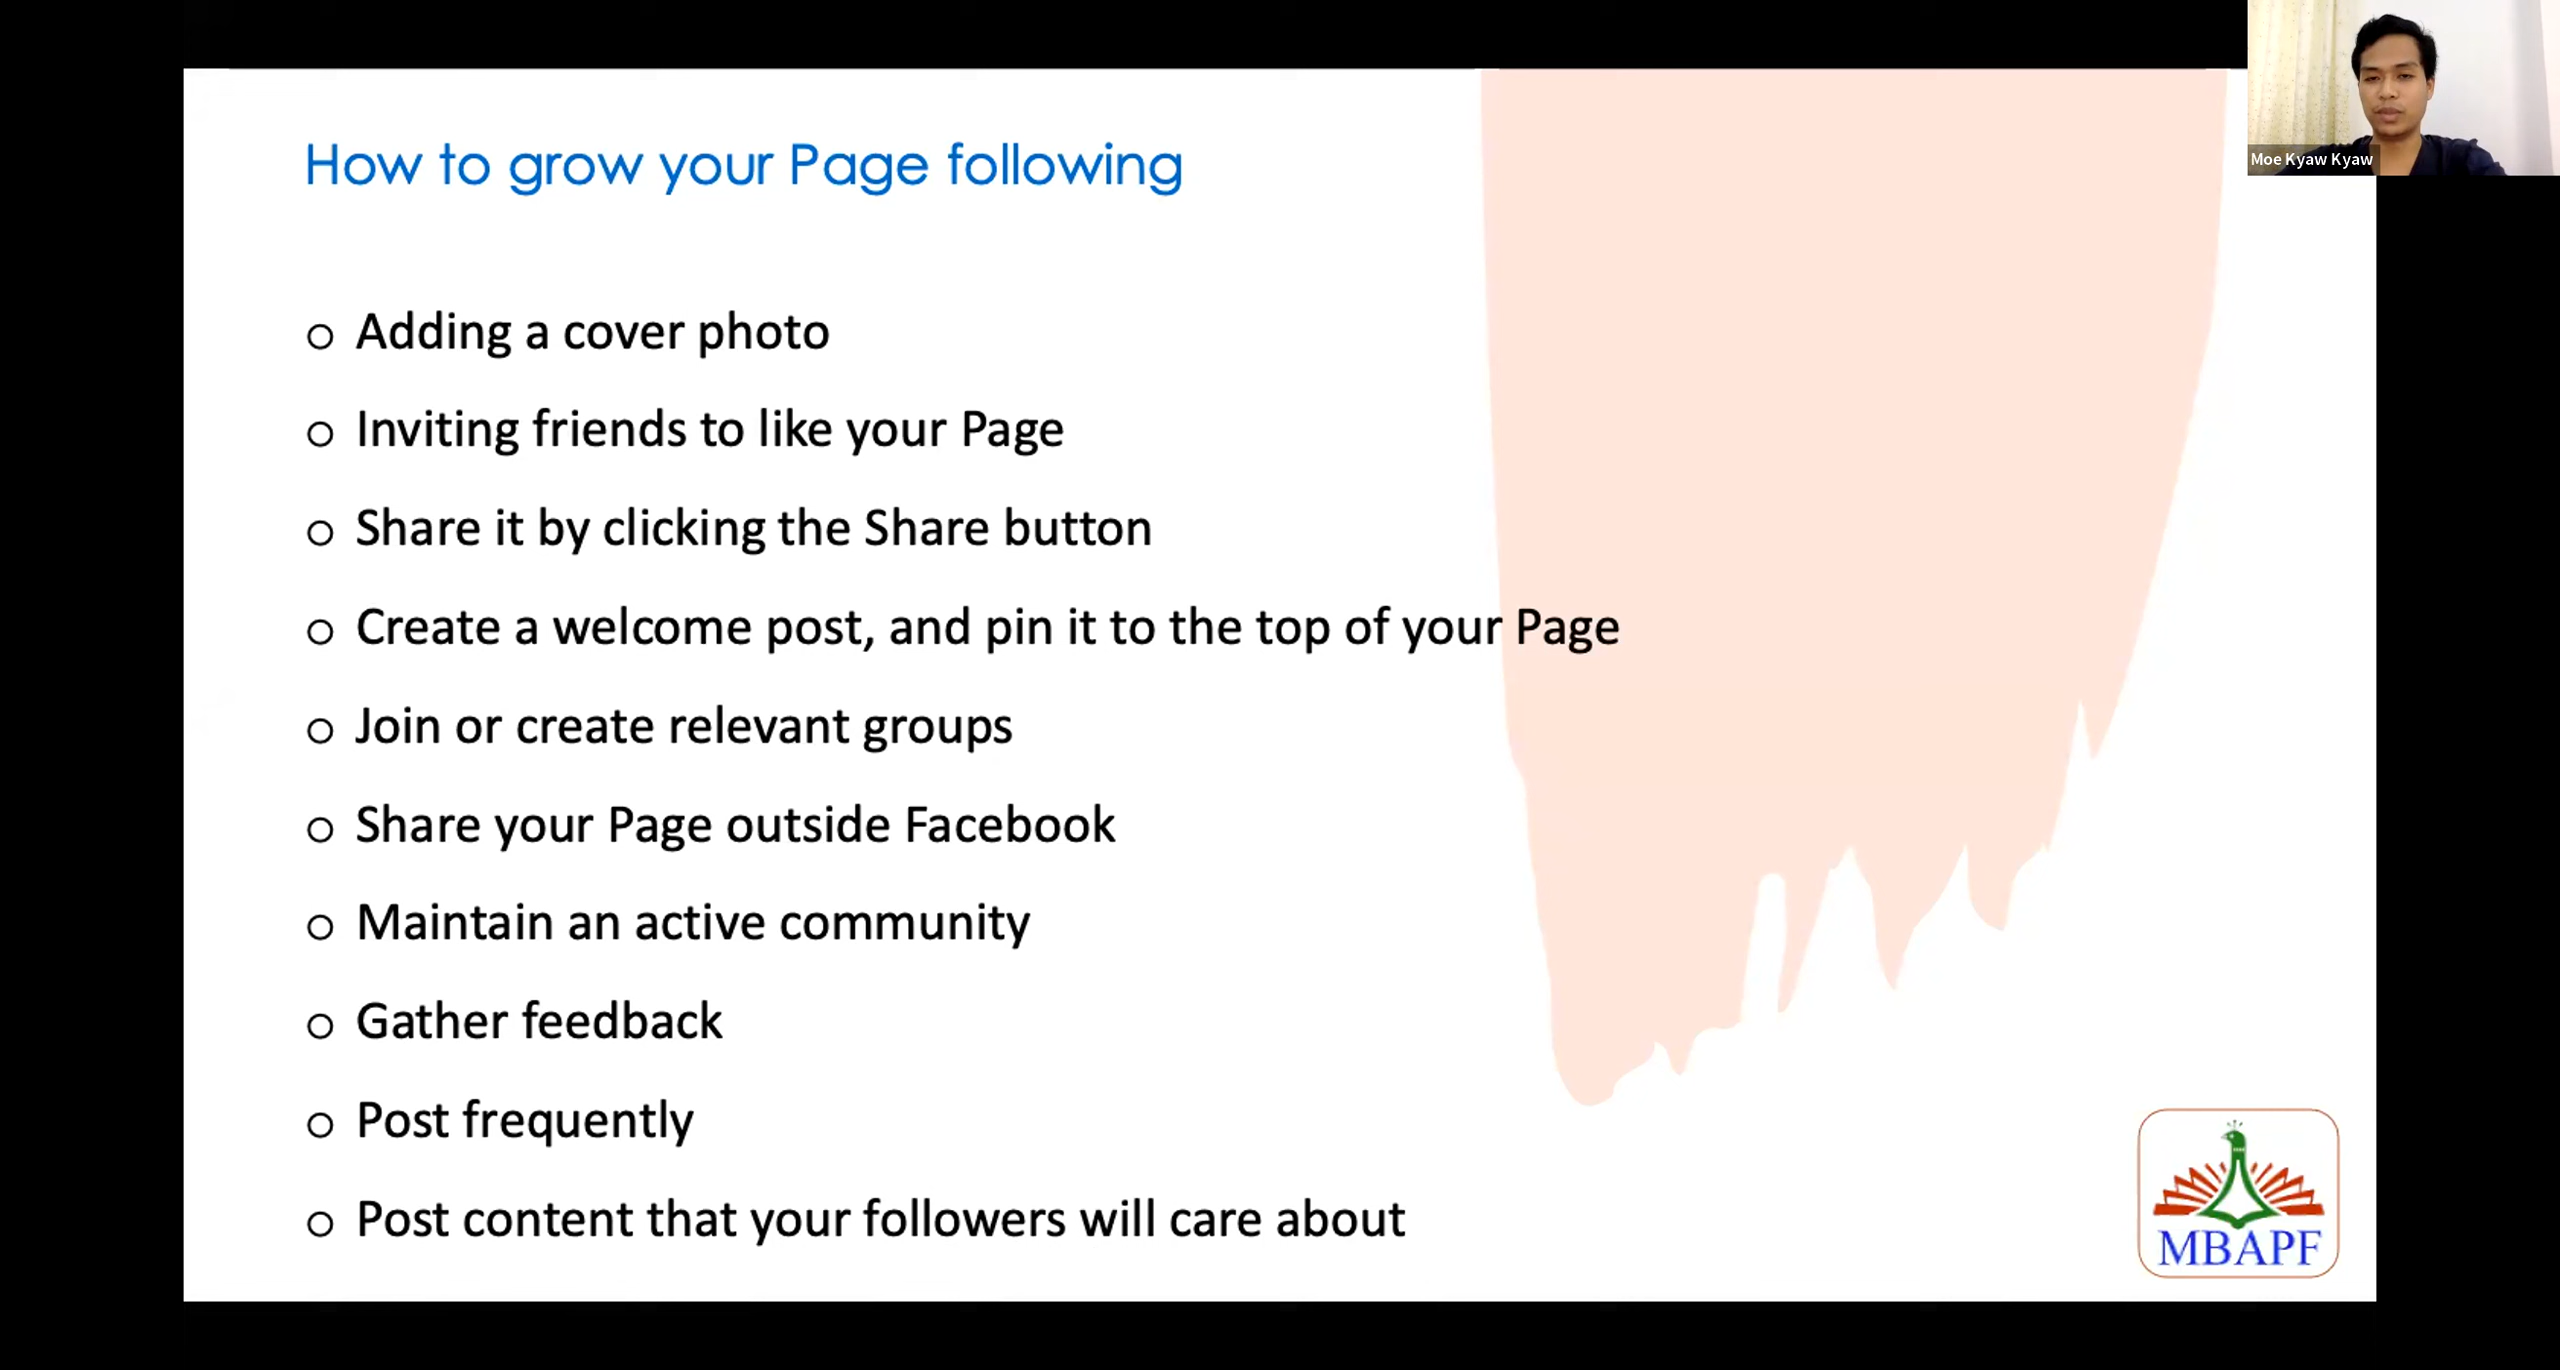 How to grow your Page following
Moe Kyaw Kyaw
o Adding a cover photo
o Inviting friends to like your Page
o Share it by clicking the Share button
o Create a welcome post, and pin it to the top of your Page
o Join or create relevant groups
o Share your Page outside Facebook
o Maintain an active community
o Gather feedback
o Post frequently
o Post content that your followers will care about
MBAPF